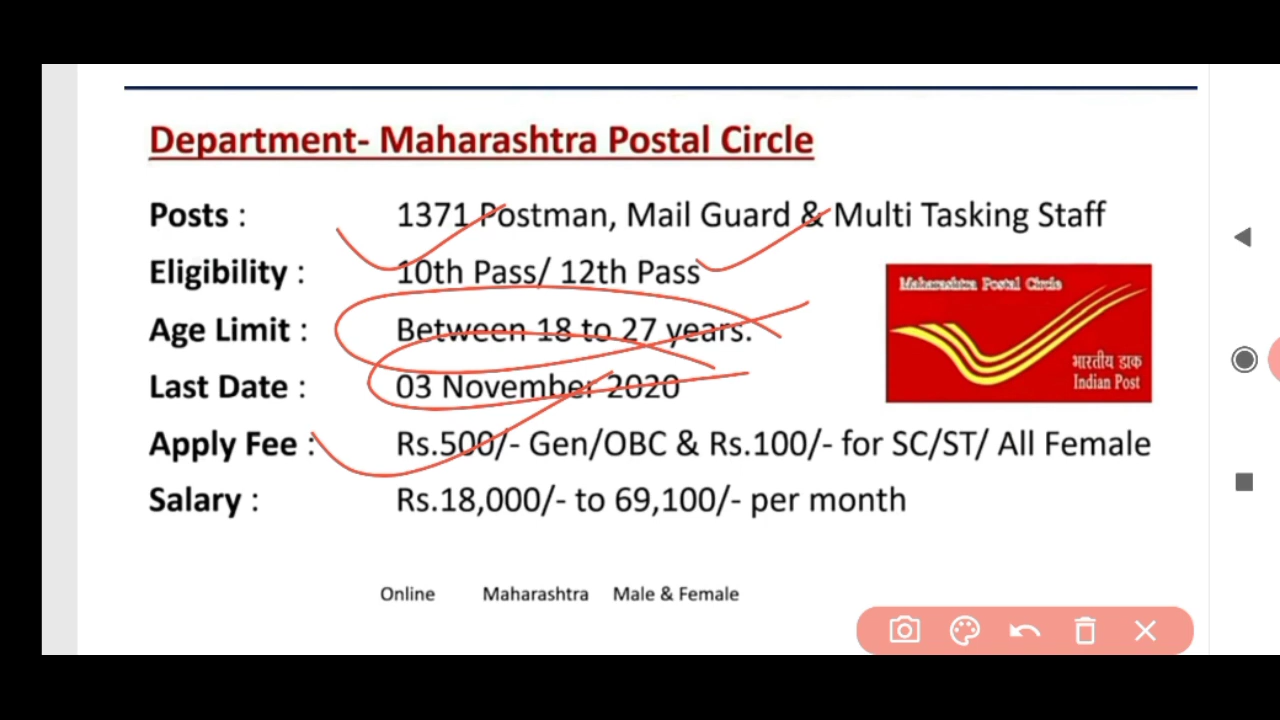 Department- Maharashtra Postal Circle
Posts : 1371 Postman, Mail Guard & Multi Tasking Staff
Eligibility : 10th Pass/ 12th Pass
Age Limit : Between 18 to 27 years.
Last Date : 03 November 2020
Apply Fee : Rs.500/- Gen/OBC & Rs.100/- for SC/ST/ All Female
Salary : Rs.18,000/- to 69,100/- per month
Maharashtra Postal Circle
भारतीय डाक
Indian Post
Online Maharashtra Male & Female